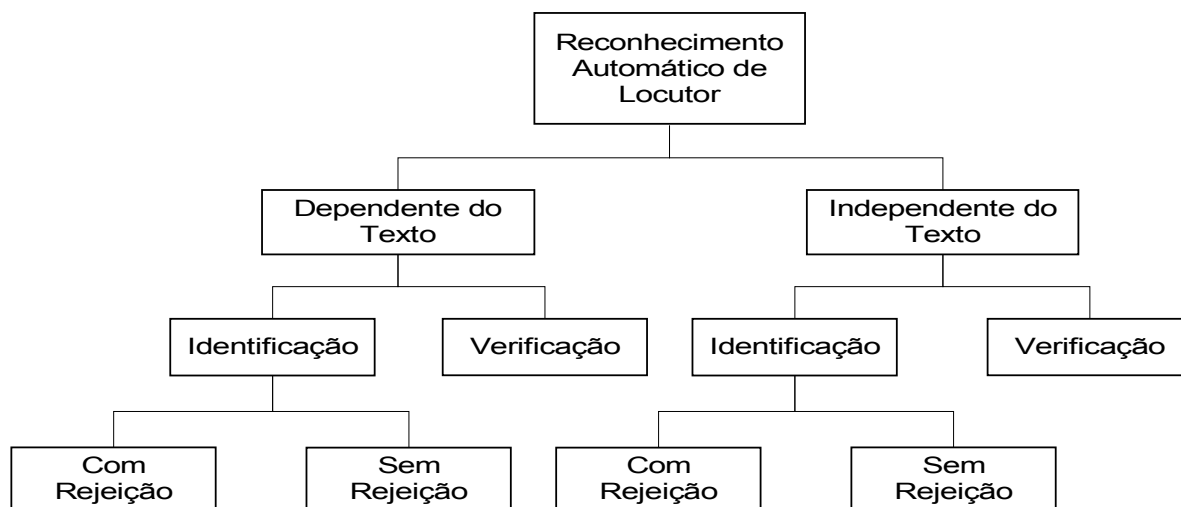 Reconhecimento
Automático de
Locutor
Dependente do
Texto
Independente do
Texto
Identificação
Verificação
Identificação
Verificação
Com
Rejeição
Sem
Rejeição
Com
Rejeição
Sem
Rejeição